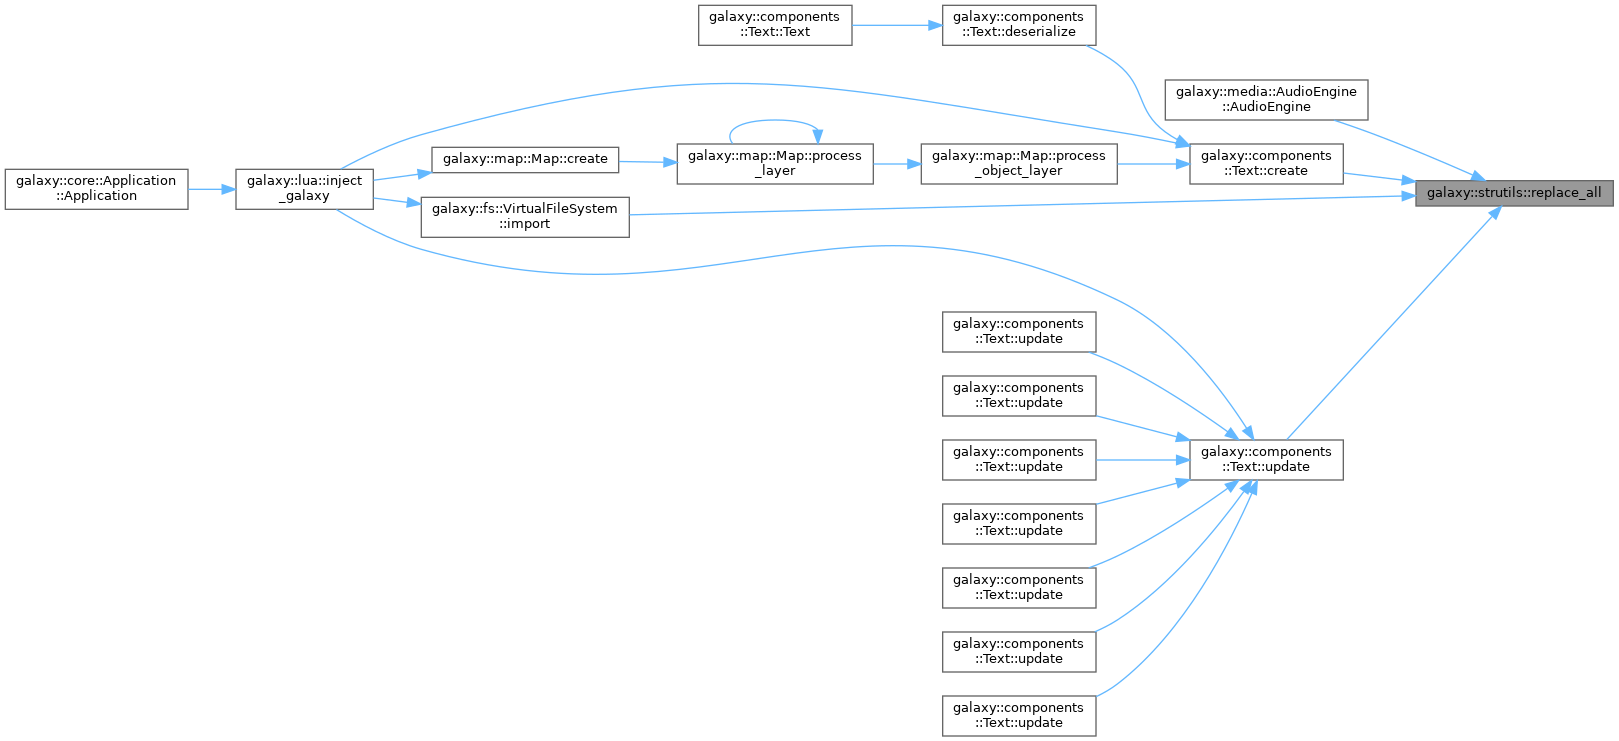 galaxy::components
::Text::Text
galaxy::components
::Text::deserialize
galaxy::media::AudioEngine
::AudioEngine
galaxy::core::Application
::Application
galaxy::lua::inject
_galaxy
galaxy::map::Map::create
galaxy::map::Map::process
_layer
galaxy::map::Map::process
_object_layer
galaxy::components
::Text::create
galaxy::strutils::replace_all
galaxy::fs::VirtualFileSystem
::import
galaxy::components
::Text::update
galaxy::components
::Text::update
galaxy::components
::Text::update
galaxy::components
::Text::update
galaxy::components
::Text::update
galaxy::components
::Text::update
galaxy::components
::Text::update
galaxy::components
::Text::update